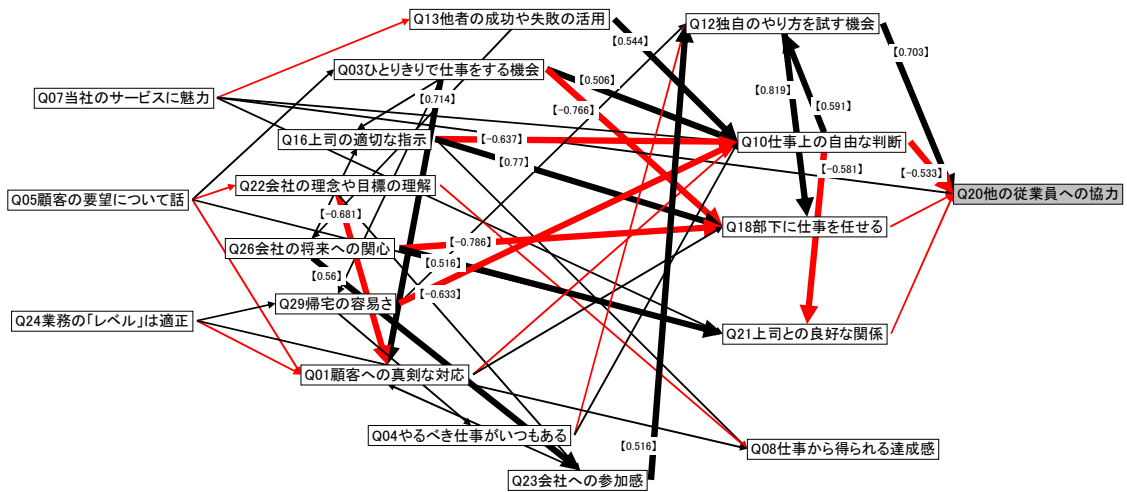 Q13他者の成功や失敗の活用
Q12独自のやり方を試す機会
【0.544】
【0.703】
Q03ひとりきりで仕事をする機会
【0.506】
【0.714】
【-0.766】
【0.819】
Q07当社のサービスに魅力
【0.591】
Q16上司の適切な指示
【-0.637】
Q10仕事上の自由な判断
【0.77】
【-0.581】
【-0.533】
Q22会社の理念や目標の理解
Q05顧客の要望について話
Q20他の従業員への協力
【-0.681】
Q18部下に仕事を任せる
Q26会社の将来への関心
【-0.786】
【0.516】
【0.56】
【-0.633】
Q29帰宅の容易さ
Q24業務の「レベル」は適正
Q21上司との良好な関係
Q01顧客への真剣な対応
Q04やるべき仕事がいつもある
【0.516】
Q08仕事から得られる達成感
Q23会社への参加感